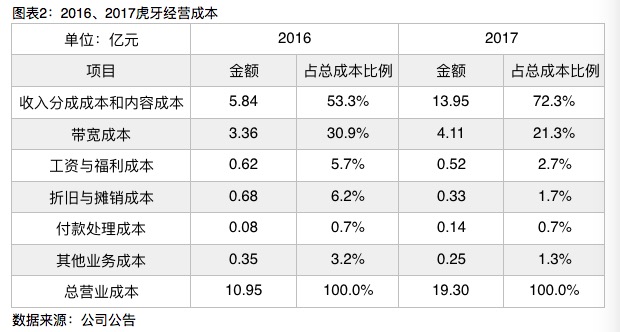 图表2：2016、2017虎牙经营成本
单位：亿元 2016 2017
项目 金额 占总成本比例 金额 占总成本比例
收入分成成本和内容成本 5.84 53.3% 13.95 72.3%
带宽成本 3.36 30.9% 4.11 21.3%
工资与福利成本 0.62 5.7% 0.52 2.7%
折旧与摊销成本 0.68 6.2% 0.33 1.7%
付款处理成本 0.08 0.7% 0.14 0.7%
其他业务成本 0.35 3.2% 0.25 1.3%
总营业成本 10.95 100.0% 19.30 100.0%
数据来源：公司公告